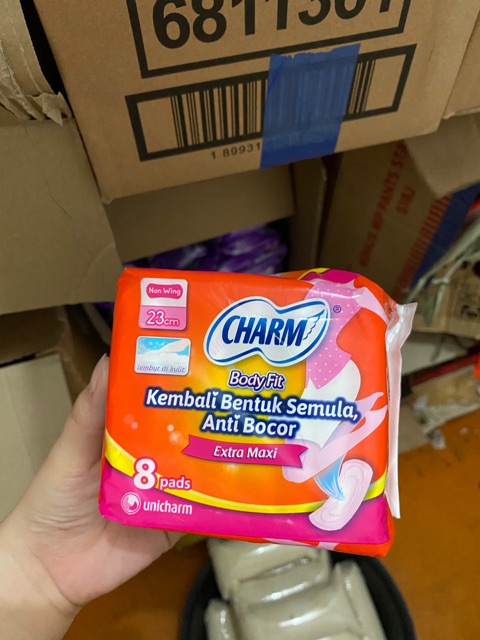 1 89931
Non Wing
23cm
CHARM®
lembut di kulit
Body Fit
Kembali Bentuk Semula,
Anti Bocor
Extra Maxi
8 pads
unicharm